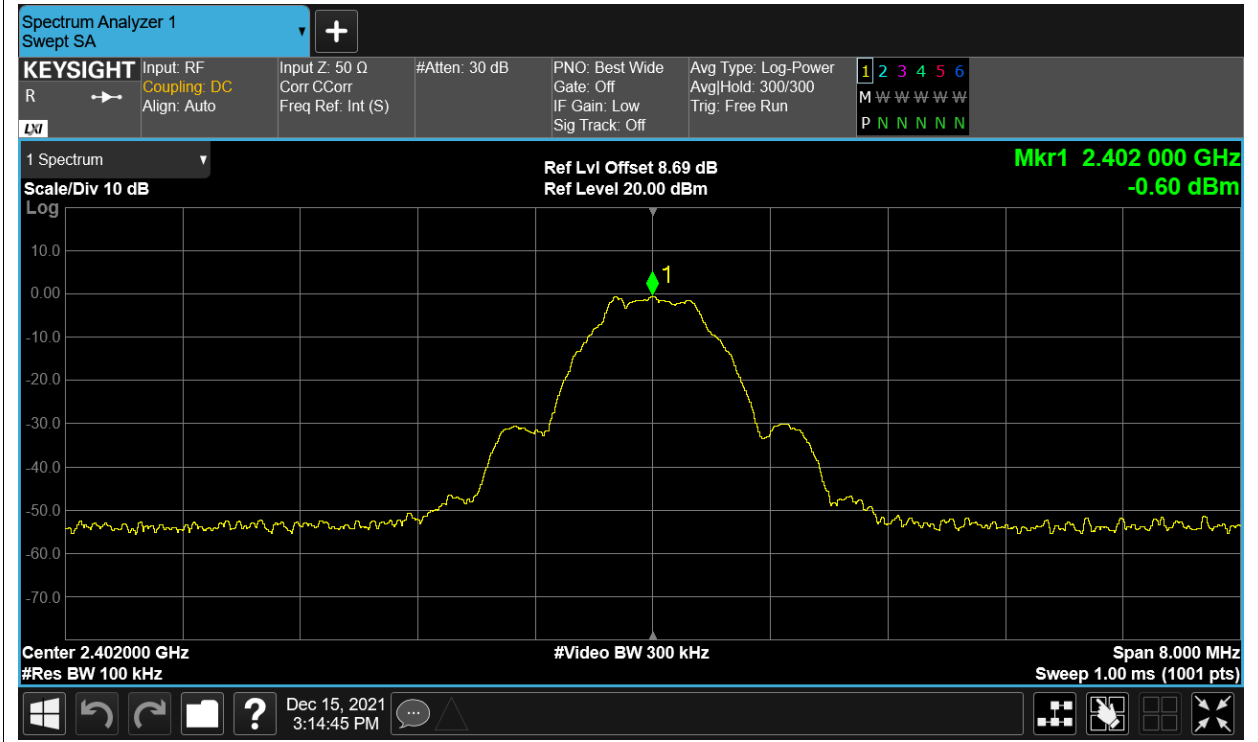 Spectrum Analyzer 1
Swept SA
KEYSIGHT
R
LXI
Input: RF
Coupling: DC
Align: Auto
Input Z: 50 Ω
Corr CCorr
Freq Ref: Int (S)
#Atten: 30 dB
PNO: Best Wide
Gate: Off
IF Gain: Low
Sig Track: Off
Avg Type: Log-Power
Avg|Hold: 300/300
Trig: Free Run
1 2 3 4 5 6
M W W W W W
P N N N N N
1 Spectrum
Scale/Div 10 dB
Log
Ref Lvl Offset 8.69 dB
Ref Level 20.00 dBm
Mkr1 2.402 000 GHz
-0.60 dBm
1
10.0
0.00
-10.0
-20.0
-30.0
-40.0
-50.0
-60.0
-70.0
Center 2.402000 GHz
#Res BW 100 kHz
#Video BW 300 kHz
Span 8.000 MHz
Sweep 1.00 ms (1001 pts)
?
Dec 15, 2021
3:14:45 PM